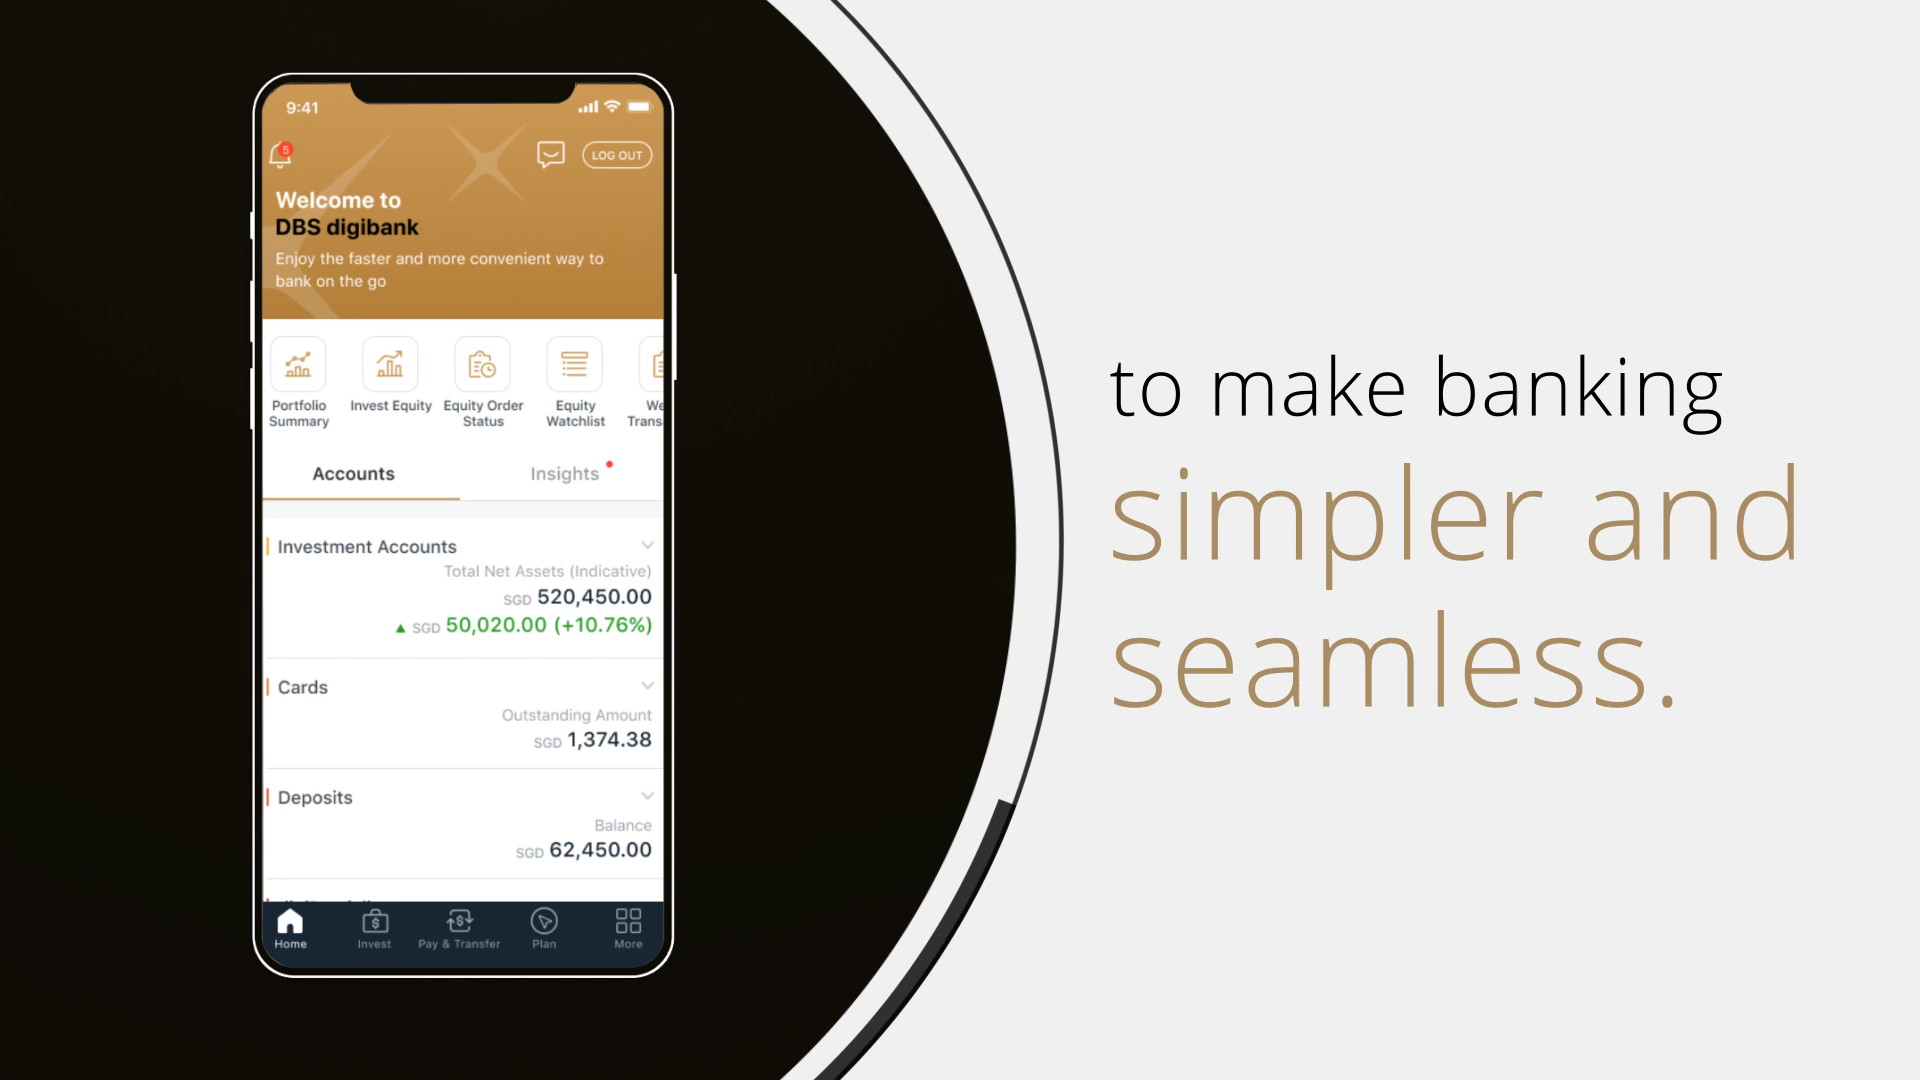 9:41
5
LOG OUT
Welcome to
DBS digibank
Enjoy the faster and more convenient way to
bank on the go
Portfolio
Summary
Invest Equity
Equity Order
Status
Equity
Watchlist
Accounts
Insights
Investment Accounts
Total Net Assets (Indicative)
SGD 520,450.00
▲ SGD 50,020.00 (+10.76%)
Cards
Outstanding Amount
SGD 1,374.38
Deposits
Balance
SGD 62,450.00
Home
Invest
Pay & Transfer
Plan
More
to make banking
simpler and
seamless.